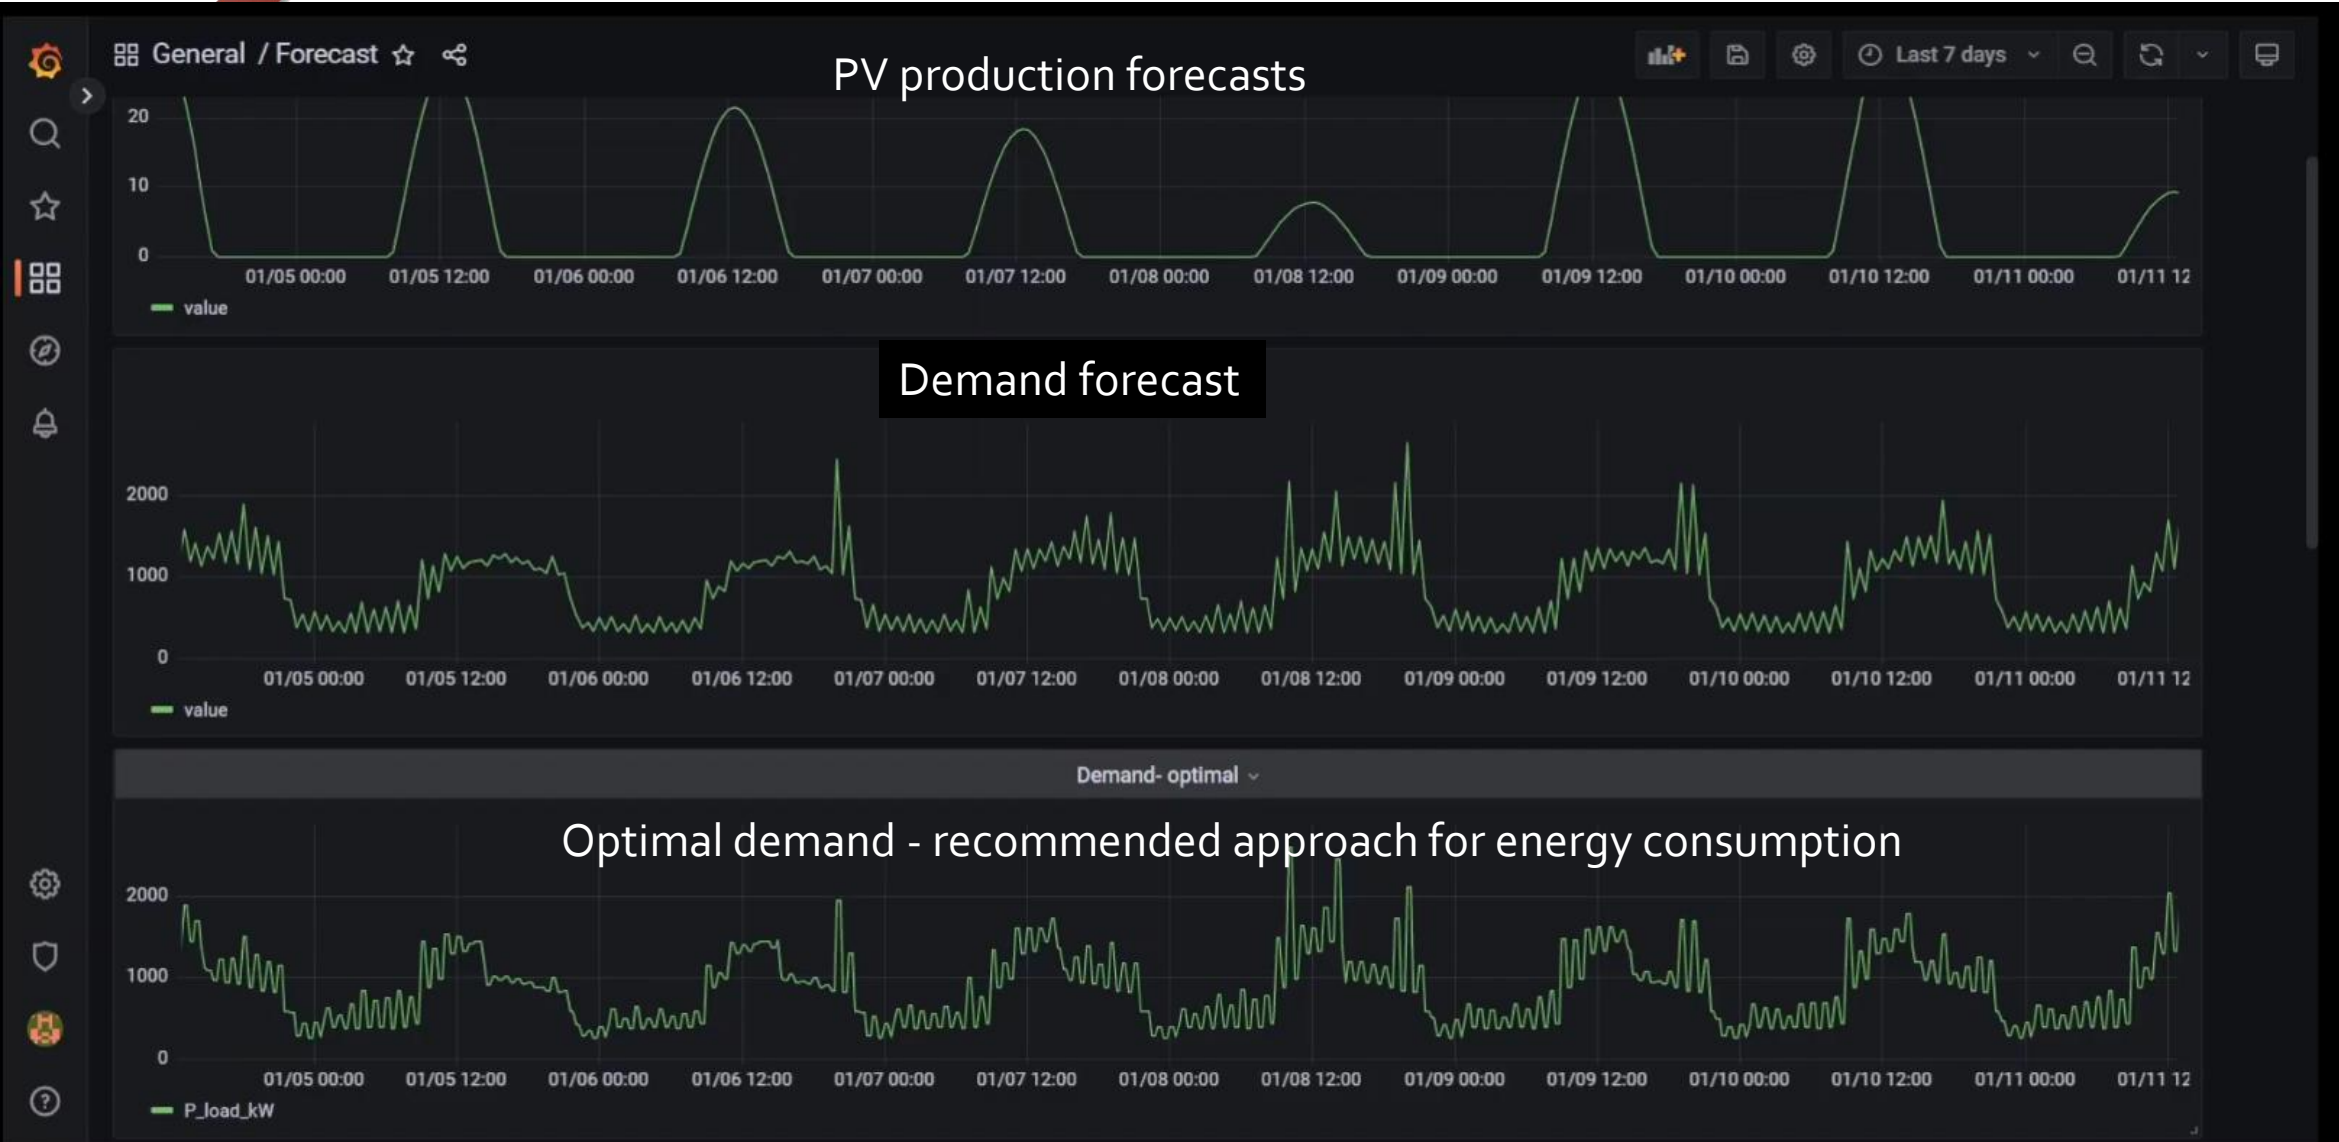 General / Forecast
PV production forecasts
Last 7 days
20
10
0
01/05 00:00 01/05 12:00 01/06 00:00 01/06 12:00 01/07 00:00 01/07 12:00 01/08 00:00 01/08 12:00 01/09 00:00 01/09 12:00 01/10 00:00 01/10 12:00 01/11 00:00 01/11 12
value
Demand forecast
2000
1000
0
01/05 00:00 01/05 12:00 01/06 00:00 01/06 12:00 01/07 00:00 01/07 12:00 01/08 00:00 01/08 12:00 01/09 00:00 01/09 12:00 01/10 00:00 01/10 12:00 01/11 00:00 01/11 12
value
Demand- optimal
Optimal demand - recommended approach for energy consumption
2000
1000
0
01/05 00:00 01/05 12:00 01/06 00:00 01/06 12:00 01/07 00:00 01/07 12:00 01/08 00:00 01/08 12:00 01/09 00:00 01/09 12:00 01/10 00:00 01/10 12:00 01/11 00:00 01/11 12
P_load_kW